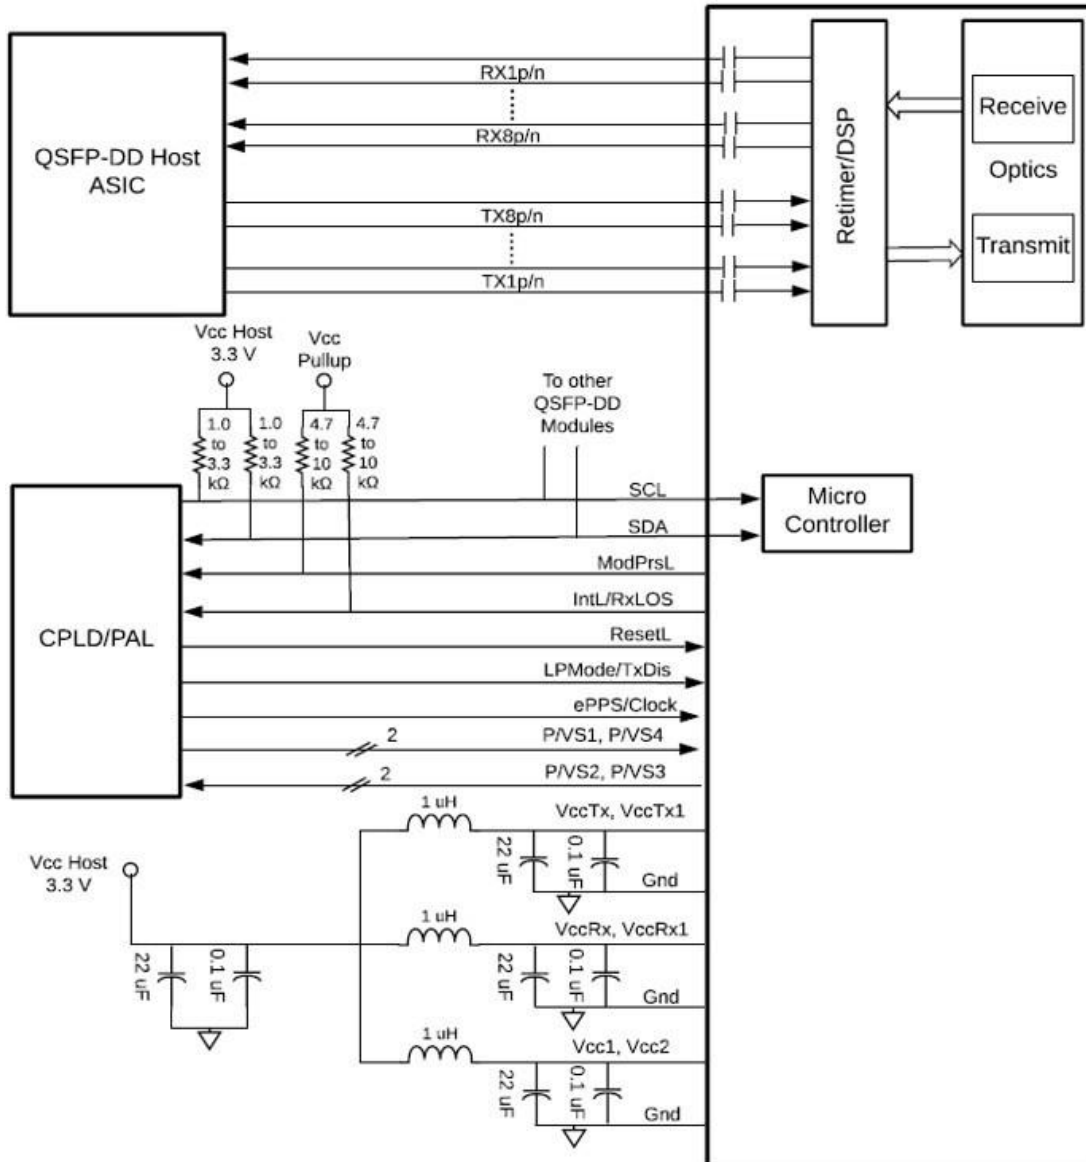 QSFP-DD Host
ASIC
RX1p/n
RX8p/n
TX8p/n
TX1p/n
Retimer/DSP
Receive
Optics
Transmit
Vcc Host
3.3 V
Vcc
Pullup
1.0
to
3.3
kΩ
1.0
to
3.3
kΩ
4.7
to
10
kΩ
4.7
to
10
kΩ
To other
QSFP-DD
Modules
CPLD/PAL
SCL
SDA
ModPrsL
IntL/RxLOS
ResetL
LPMode/TxDis
ePPS/Clock
2
P/VS1, P/VS4
2
P/VS2, P/VS3
Micro
Controller
Vcc Host
3.3 V
22 uF
0.1 uF
1 uH
VccTx, VccTx1
22 uF
0.1 uF
Gnd
1 uH
VccRx, VccRx1
22 uF
0.1 uF
Gnd
1 uH
Vcc1, Vcc2
22 uF
0.1 uF
Gnd